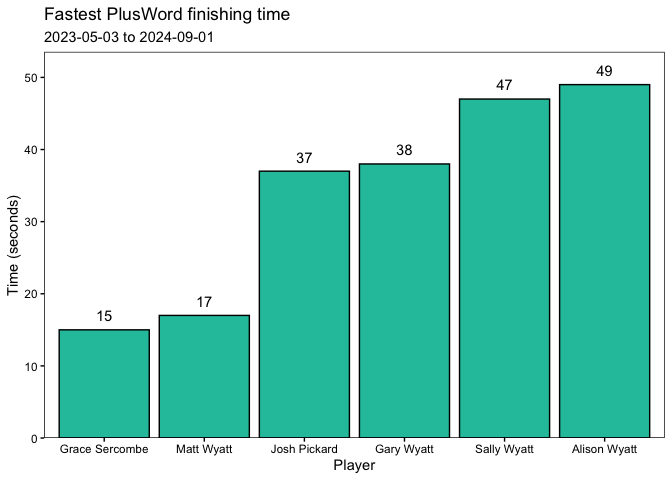 Fastest PlusWord finishing time
2023-05-03 to 2024-09-01
Time (seconds)
50
40
30
20
10
0
15
17
37
38
47
49
Grace Sercombe
Matt Wyatt
Josh Pickard
Gary Wyatt
Sally Wyatt
Alison Wyatt
Player